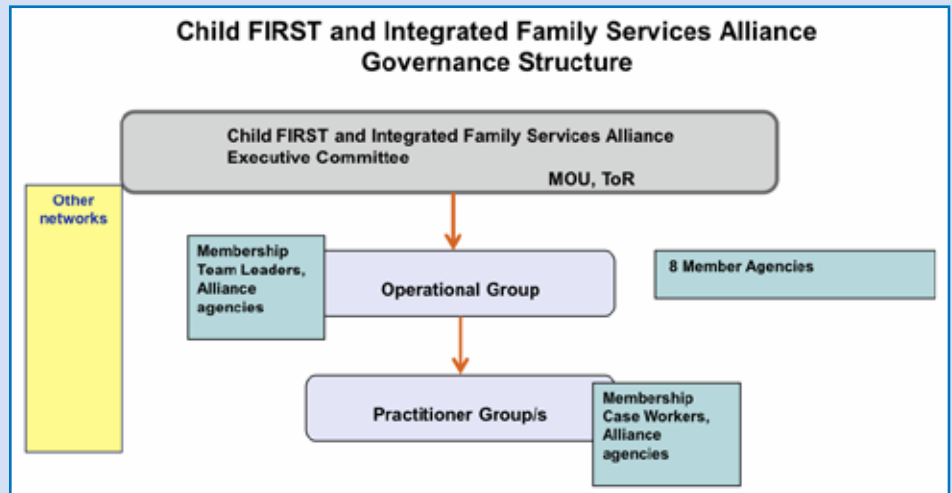 Child FIRST and Integrated Family Services Alliance
Governance Structure
Child FIRST and Integrated Family Services Alliance
Executive Committee
MOU, ToR
Other
networks
Membership
Team Leaders,
Alliance
agencies
Operational Group
8 Member Agencies
Practitioner Group/s
Membership
Case Workers,
Alliance
agencies